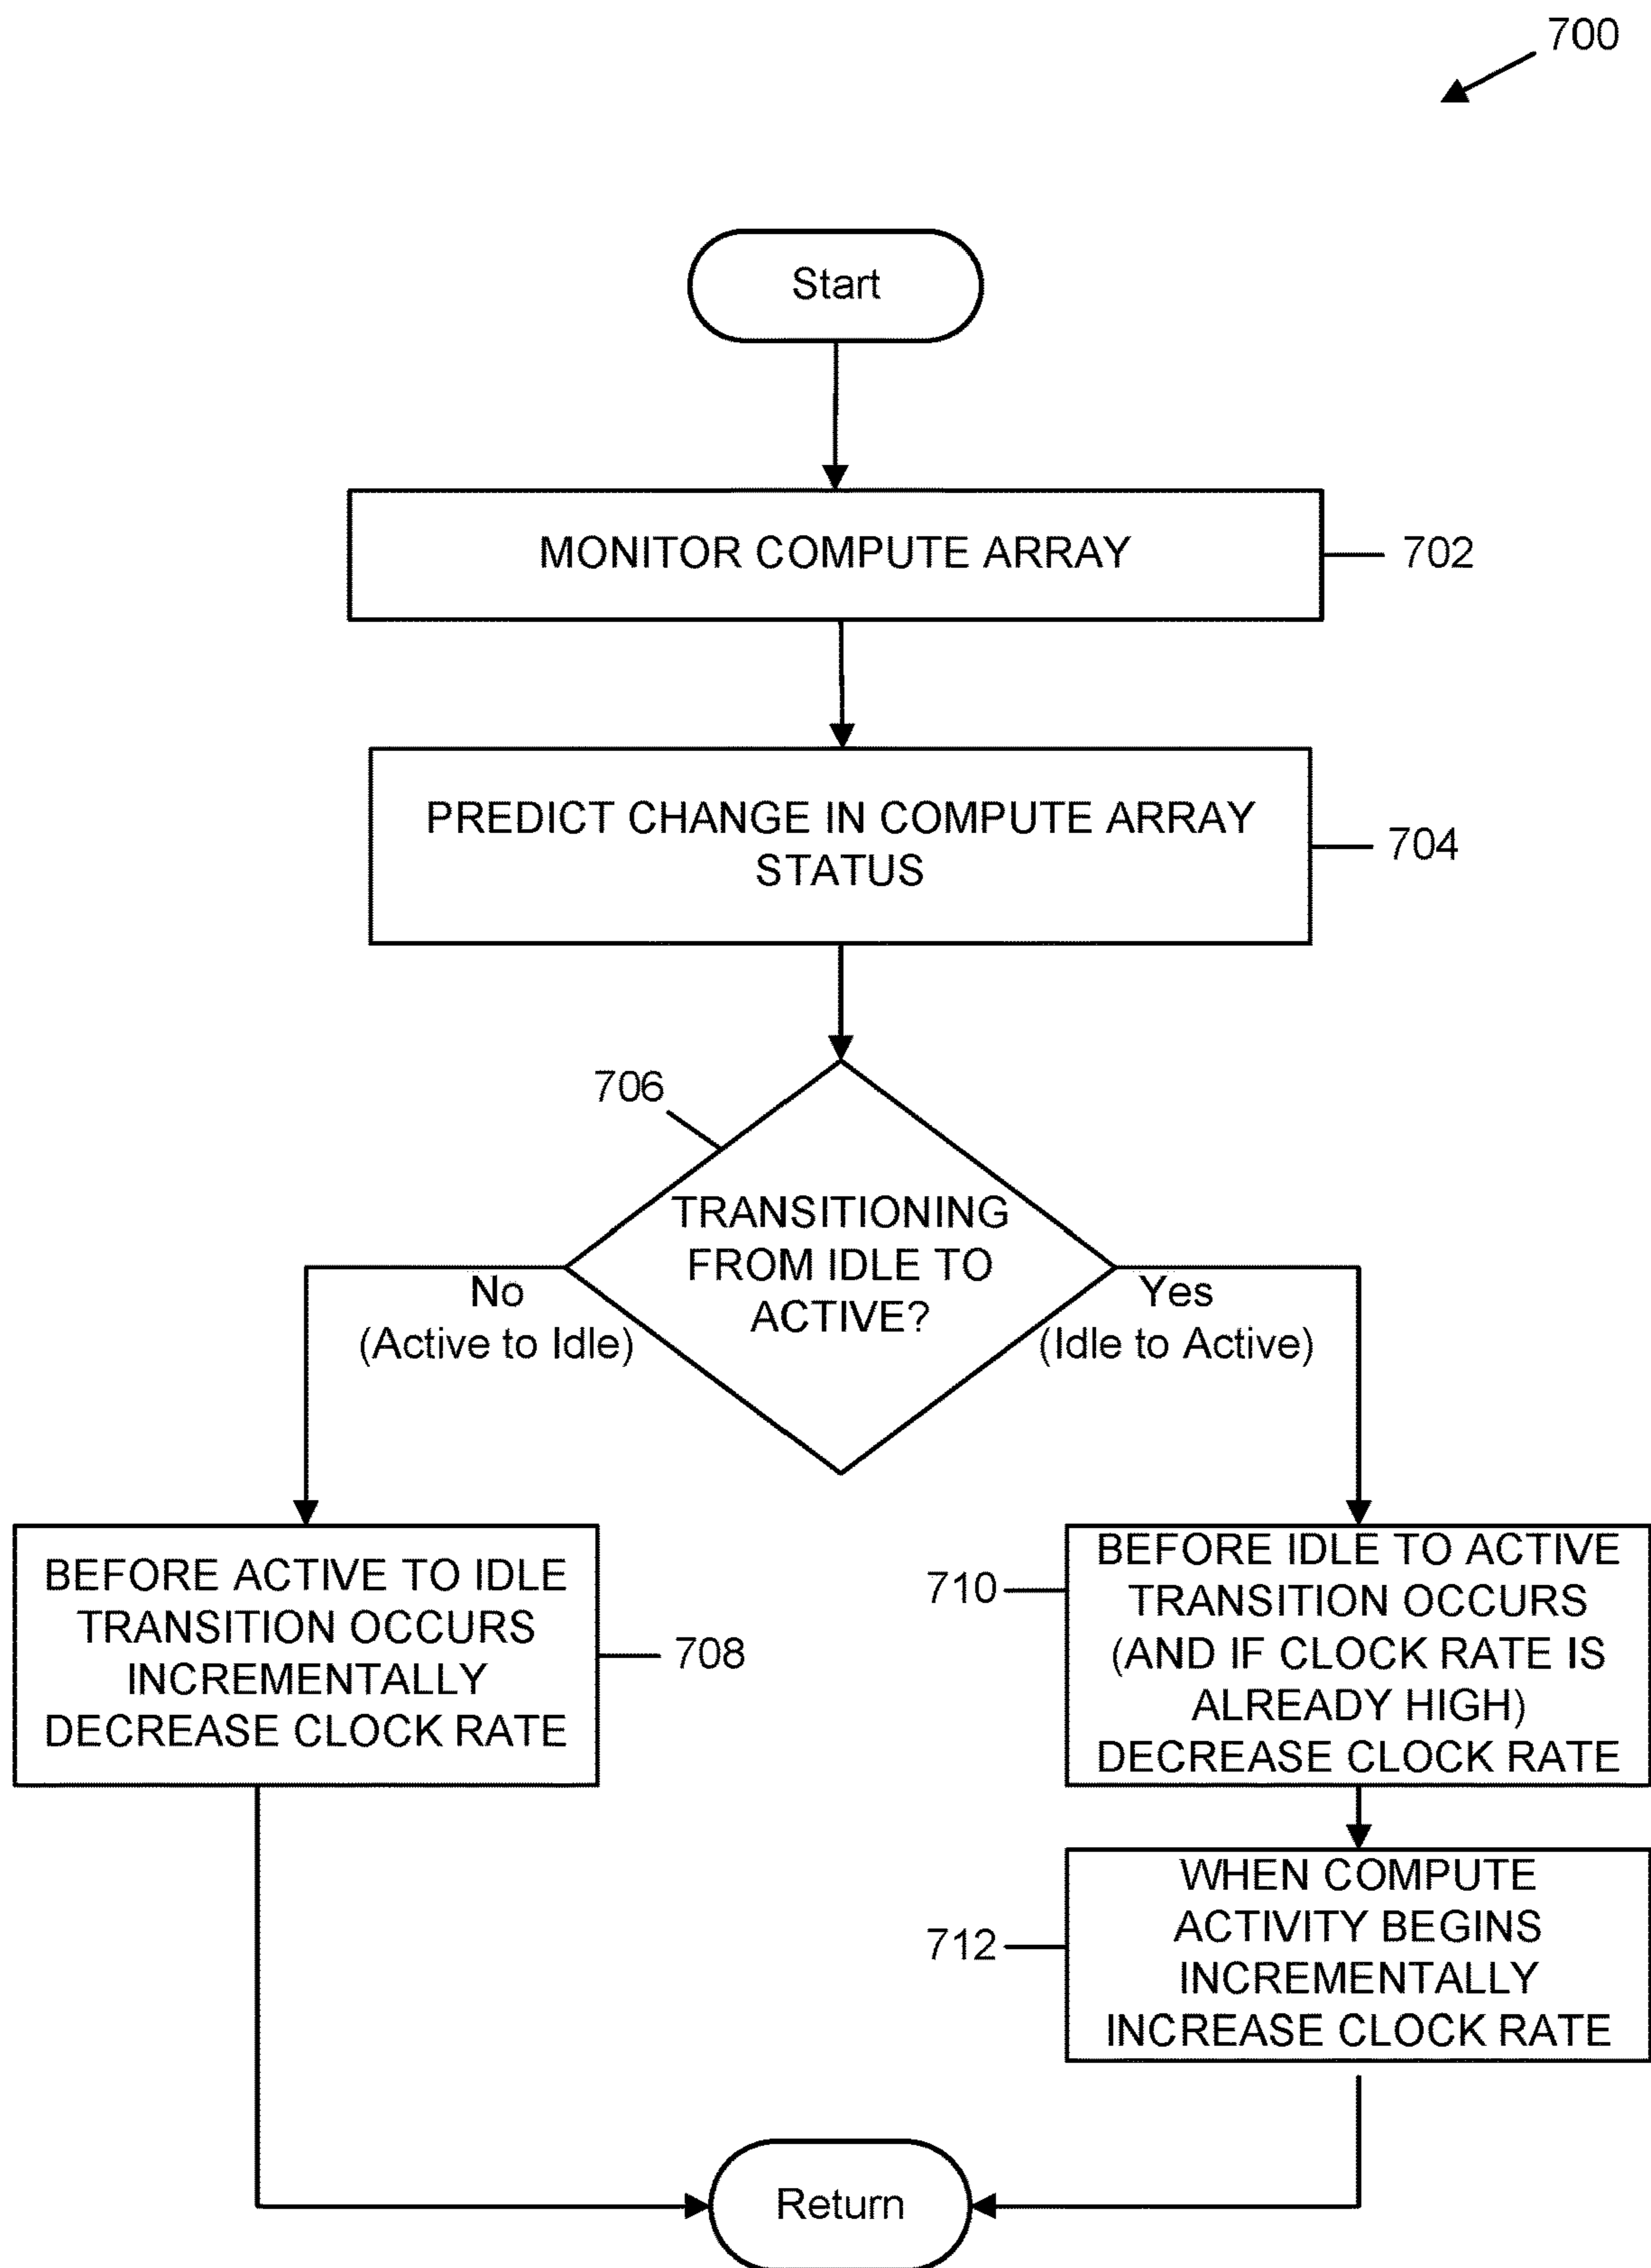 700
Start
MONITOR COMPUTE ARRAY
702
PREDICT CHANGE IN COMPUTE ARRAY
STATUS
704
706
TRANSITIONING
FROM IDLE TO
ACTIVE?
No
(Active to Idle)
Yes
(Idle to Active)
BEFORE ACTIVE TO IDLE
TRANSITION OCCURS
INCREMENTALLY
DECREASE CLOCK RATE
708
710
BEFORE IDLE TO ACTIVE
TRANSITION OCCURS
(AND IF CLOCK RATE IS
ALREADY HIGH)
DECREASE CLOCK RATE
712
WHEN COMPUTE
ACTIVITY BEGINS
INCREMENTALLY
INCREASE CLOCK RATE
Return